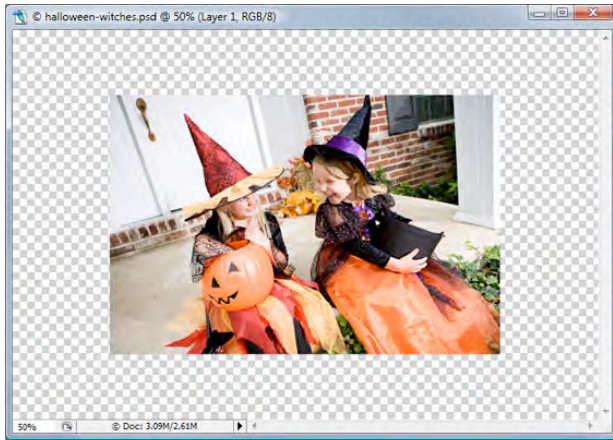 © halloween-witches.psd @ 50% (Layer 1, RGB/8)
50%
© Doc: 3.09M/2.61M